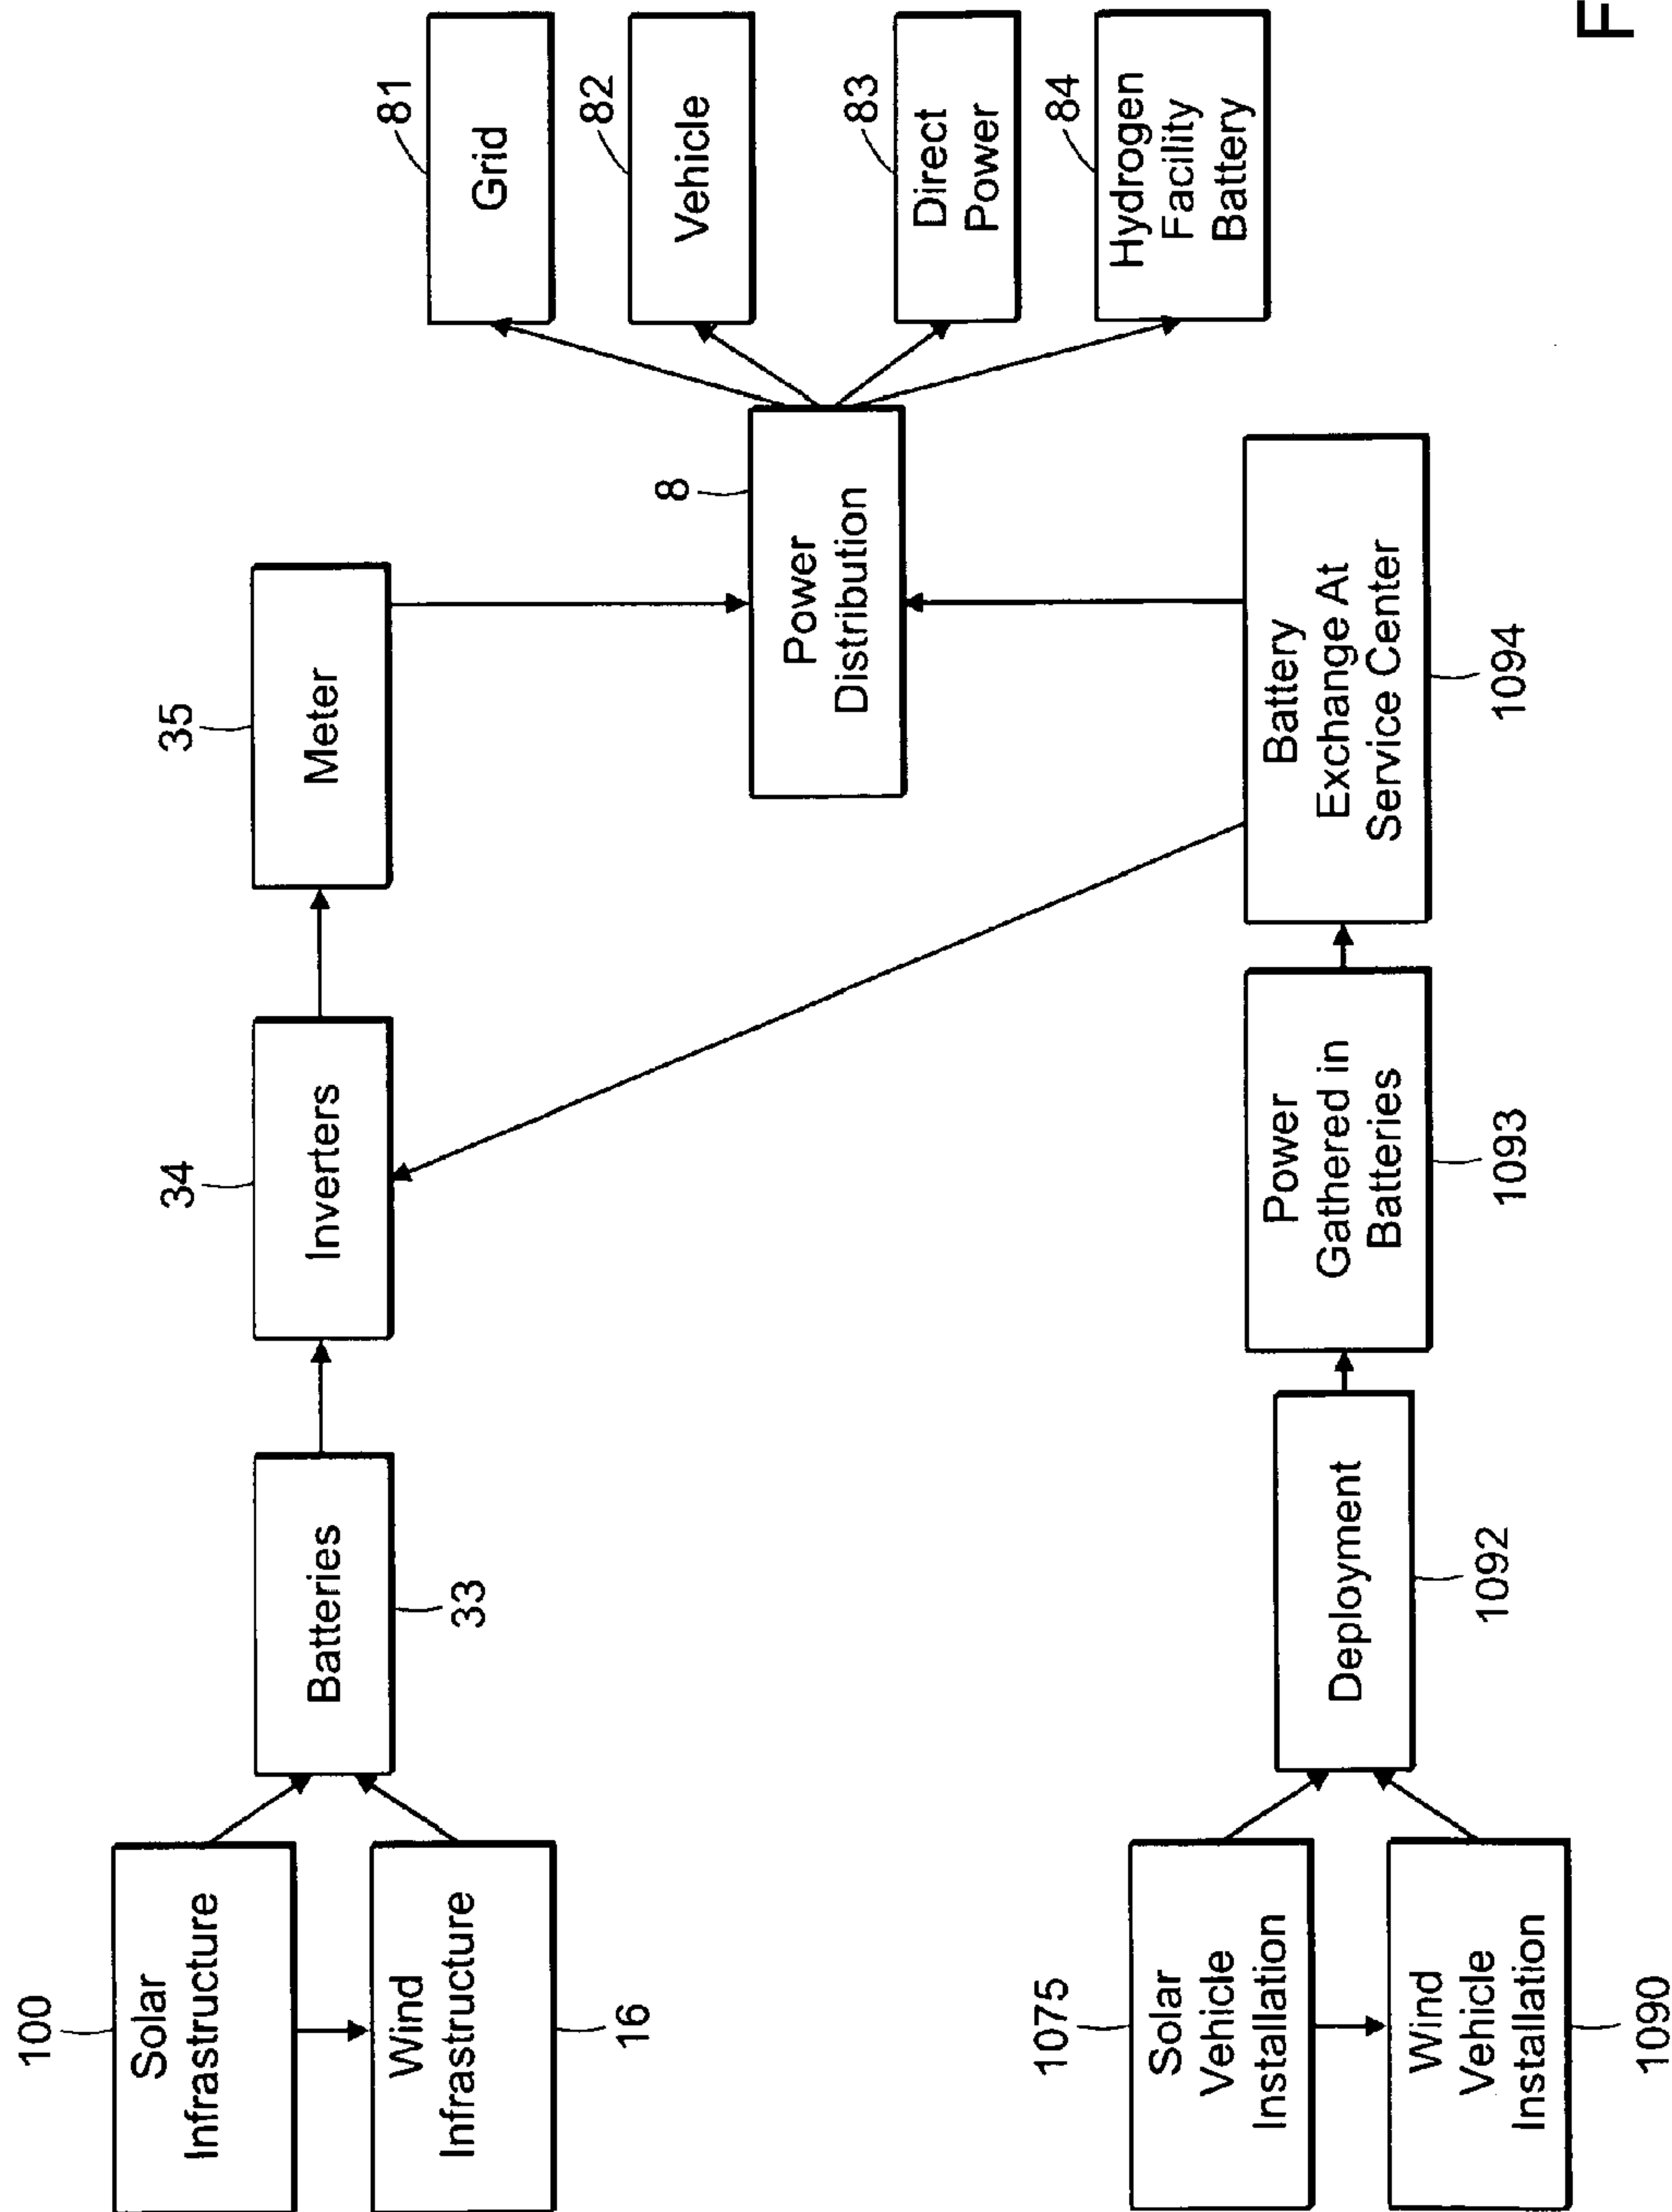 100
Solar
Infrastructure
Wind
Infrastructure
16
Batteries
33
34
Inverters
35
Meter
8
Power
Distribution
81
Grid
82
Vehicle
83
Direct
Power
84
Hydrogen
Facility
Battery
1075
Solar
Vehicle
Installation
Wind
Vehicle
Installation
1090
Deployment
1092
Power
Gathered in
Batteries
1093
Battery
Exchange At
Service Center
1094
F